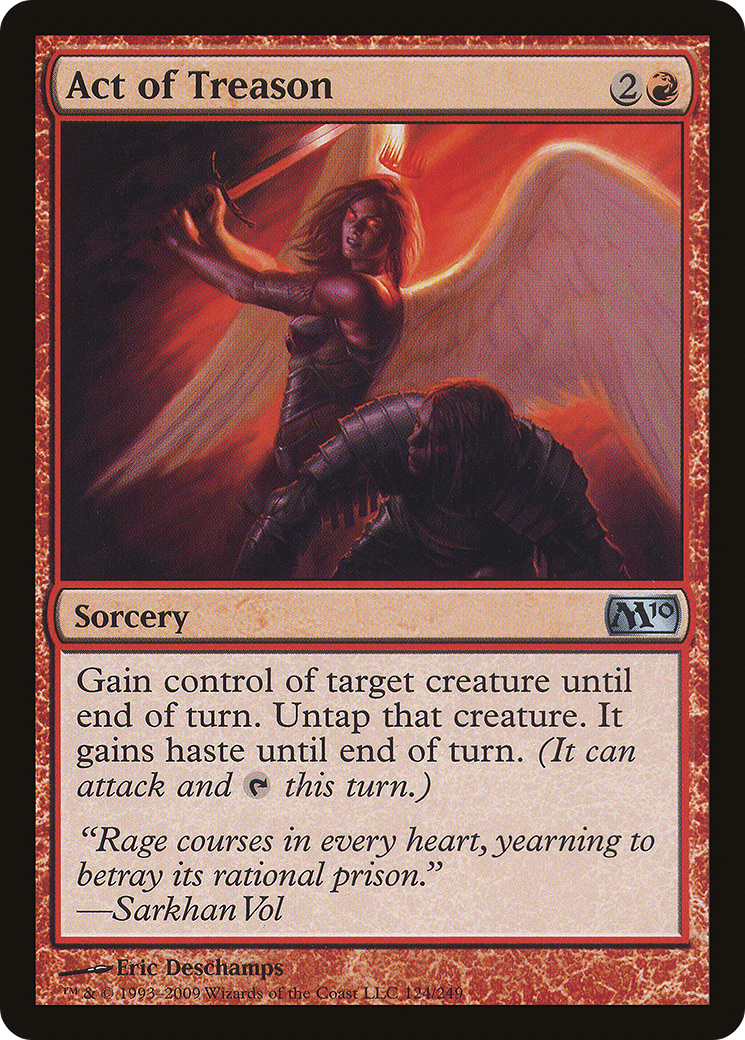 Act of Treason 2
Sorcery M10
Gain control of target creature until
end of turn. Untap that creature. It
gains haste until end of turn. (It can
attack and this turn.)
“Rage courses in every heart, yearning to
betray its rational prison.”
—Sarkhan Vol
Eric Deschamps
™ & © 1993–2009 Wizards of the Coast LLC 124/249